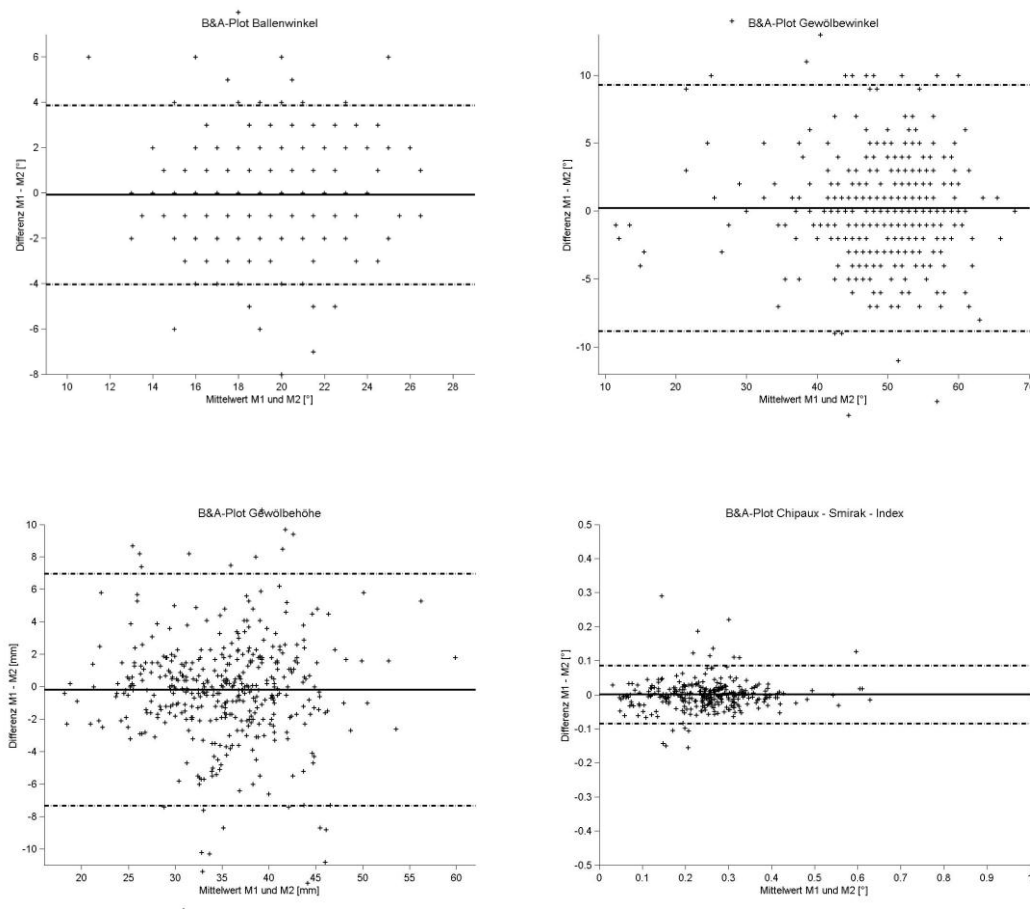 B&A-Plot Ballenwinkel
Differenz M1 - M2 [°]
6
4
2
0
-2
-4
-6
-8
10 12 14 16 18 20 22 24 26 28
Mittelwert M1 und M2 [°]
B&A-Plot Gewölbewinkel
Differenz M1 - M2 [°]
10
5
0
-5
-10
10 20 30 40 50 60 70
Mittelwert M1 und M2 [°]
B&A-Plot Gewölbehöhe
Differenz M1 - M2 [mm]
10
8
6
4
2
0
-2
-4
-6
-8
-10
20 25 30 35 40 45 50 55 60
Mittelwert M1 und M2 [mm]
B&A-Plot Chipaux - Smirak - Index
Differenz M1 - M2 [°]
0.5
0.4
0.3
0.2
0.1
0
-0.1
-0.2
-0.3
-0.4
-0.5
0 0.1 0.2 0.3 0.4 0.5 0.6 0.7 0.8 0.9 1
Mittelwert M1 und M2 [°]